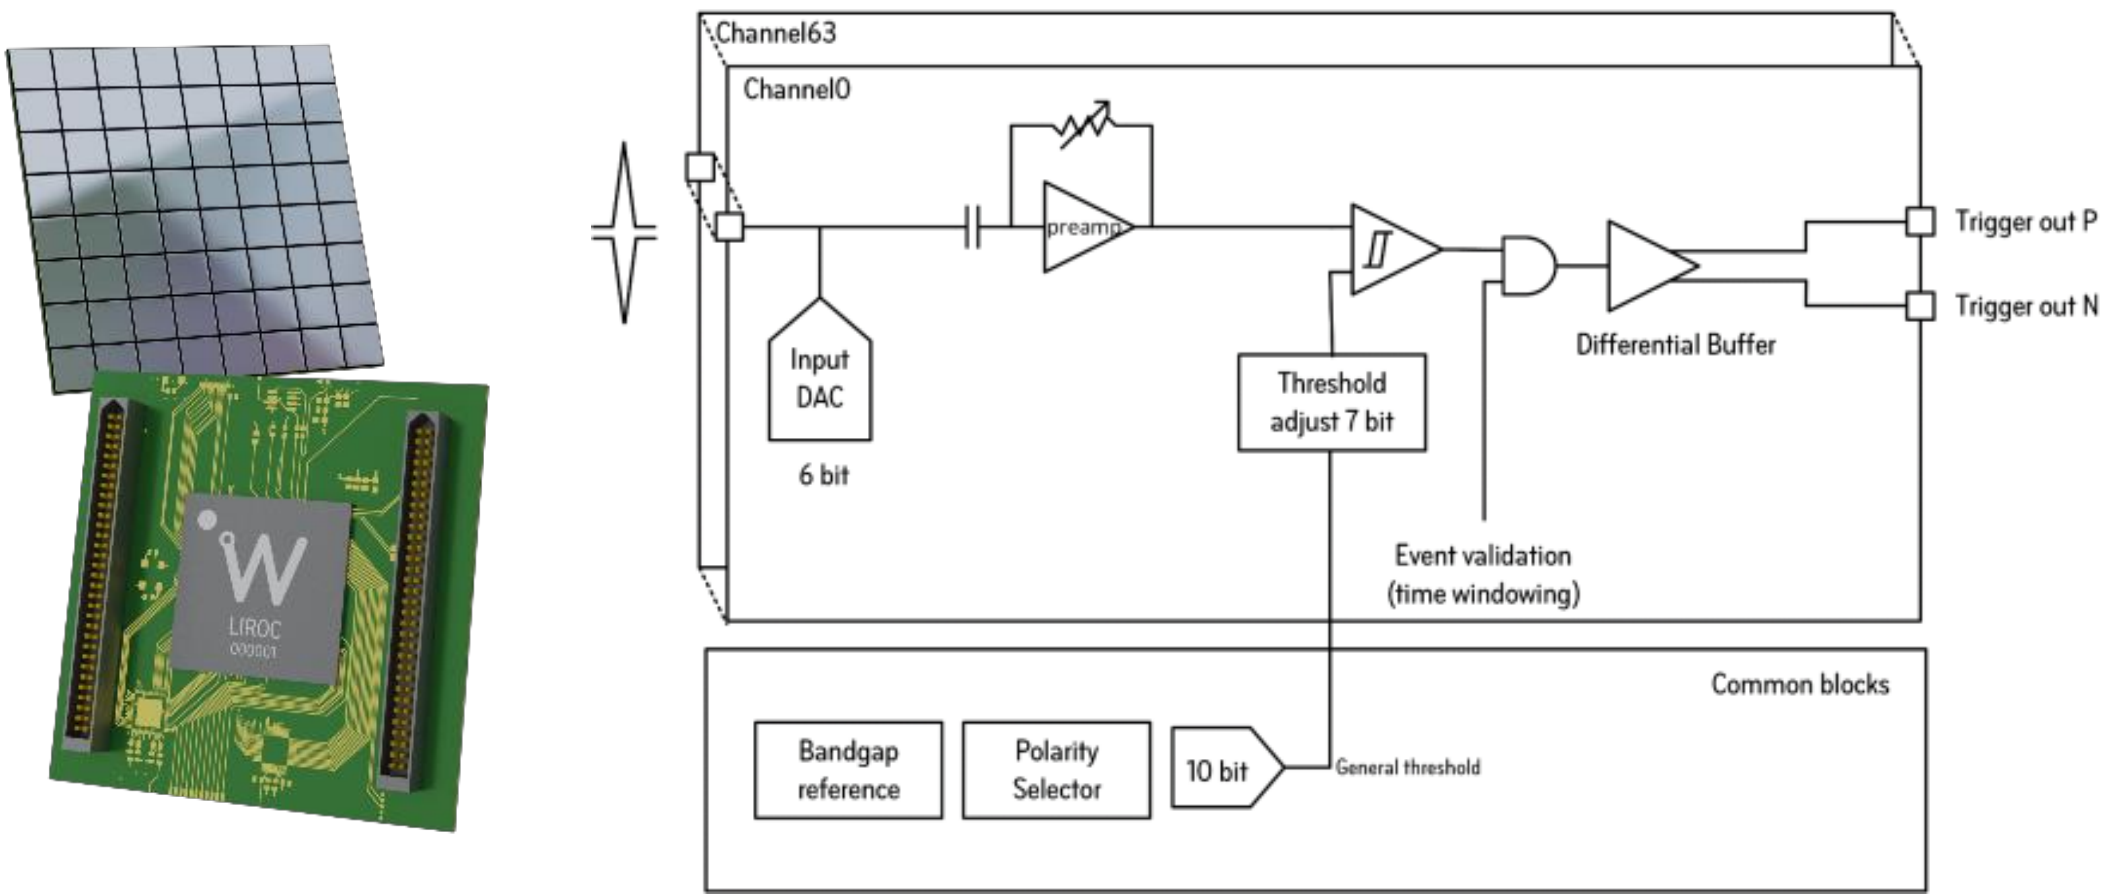 Channel63
Channel0
preamp
Input
DAC
6 bit
Threshold
adjust 7 bit
Event validation
(time windowing)
Differential Buffer
Trigger out P
Trigger out N
Common blocks
Bandgap
reference
Polarity
Selector
10 bit
General threshold
W
LIROC
000001